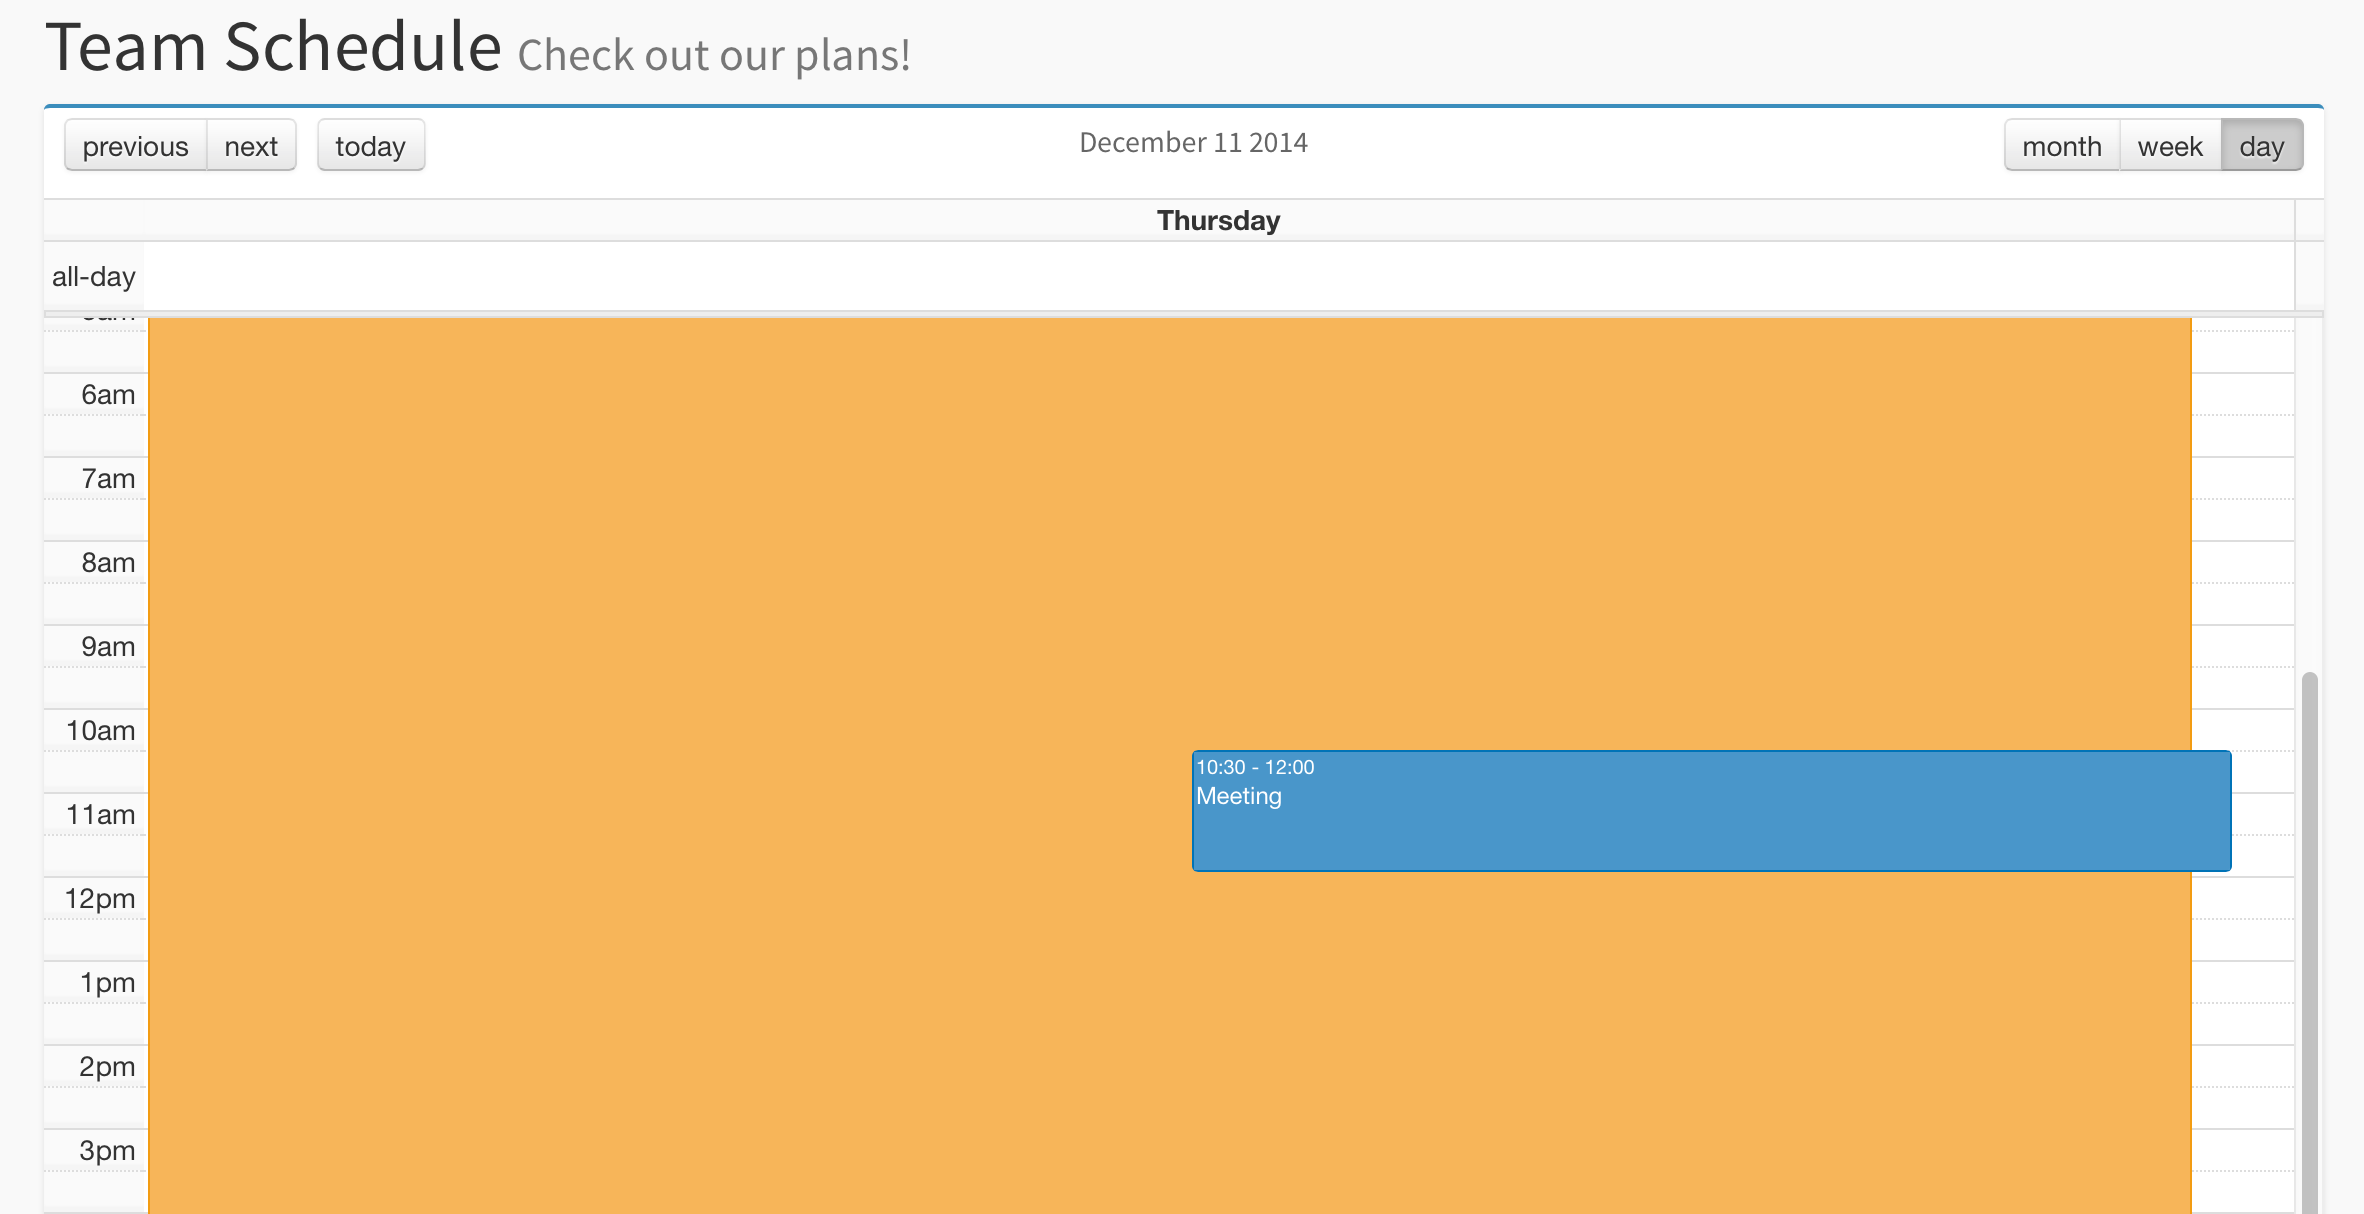 Team Schedule Check out our plans!
previous next today December 11 2014 month week day
Thursday
all-day
6am
7am
8am
9am
10am
10:30 - 12:00
Meeting
11am
12pm
1pm
2pm
3pm